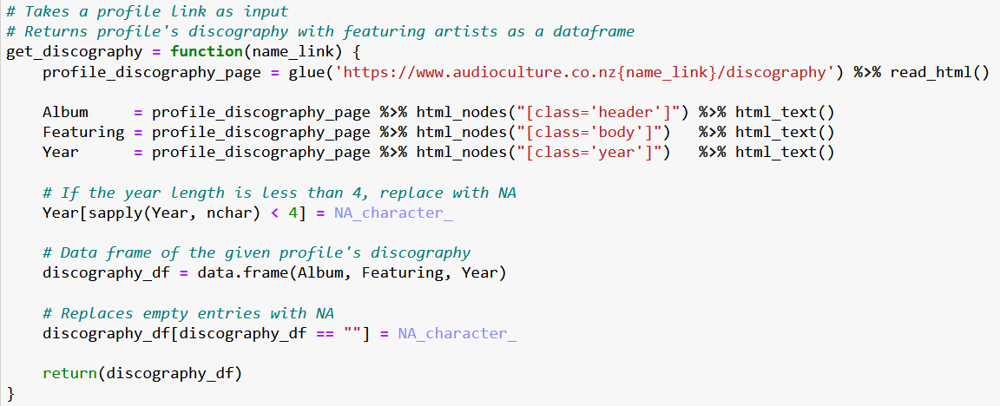 # Takes a profile link as input
# Returns profile's discography with featuring artists as a dataframe
get_discography = function(name_link) {
    profile_discography_page = glue('https://www.audioculture.co.nz{name_link}/discography') %>% read_html()

    Album     = profile_discography_page %>% html_nodes("[class='header']") %>% html_text()
    Featuring = profile_discography_page %>% html_nodes("[class='body']")   %>% html_text()
    Year      = profile_discography_page %>% html_nodes("[class='year']")   %>% html_text()

    # If the year length is less than 4, replace with NA
    Year[sapply(Year, nchar) < 4] = NA_character_

    # Data frame of the given profile's discography
    discography_df = data.frame(Album, Featuring, Year)

    # Replaces empty entries with NA
    discography_df[discography_df == ""] = NA_character_

    return(discography_df)
}